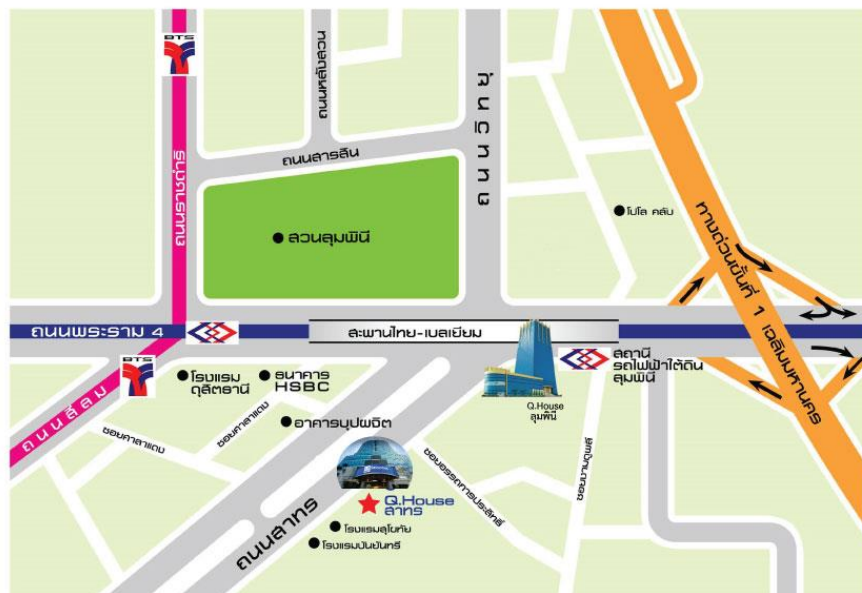 BTS
ถนนหลังสวน
วิทยุ
ถนนราชดำริ
ถนนสารสิน
โปโล คลับ
สวนลุมพินี
ทางด่วนขั้นที่ 1 เฉลิมมหานคร
ถนนพระราม 4
สะพานไทย-เบลเยียม
BTS
โรงแรม
ดุสิตธานี
ธนาคาร
HSBC
Q.House
ลุมพินี
สถานี
รถไฟฟ้าใต้ดิน
ลุมพินี
ถนนสีลม
ซอยศาลาแดง
ซอยศาลาแดง
อาคารบุปผจิต
ซอยอรรถการประสิทธิ์
ซอยงามดูพลี
Q.House
สาทร
ถนนสาทร
โรงแรมสุโขทัย
โรงแรมบันยันทรี